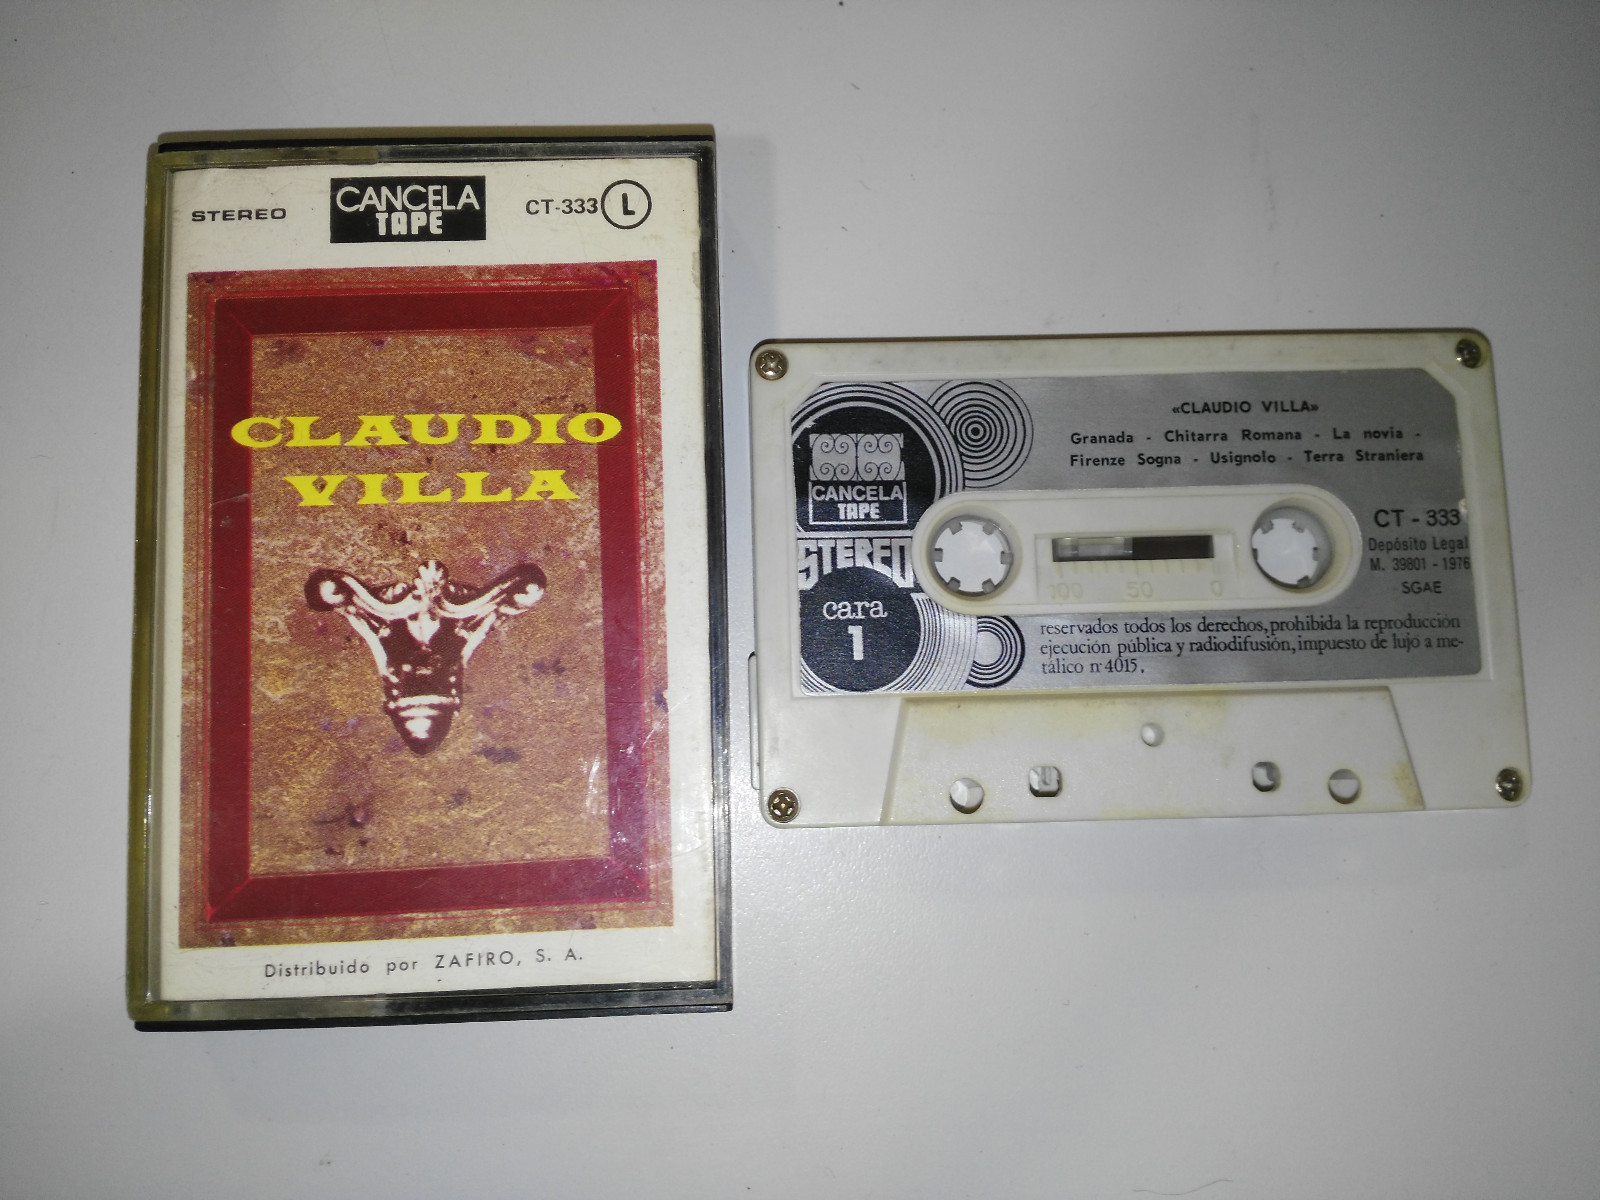 STEREO
CANCELA
TAPE
CT-333 L
CLAUDIO
VILLA
Distribuido por ZAFIRO, S. A.
«CLAUDIO VILLA»
Granada - Chitarra Romana - La novia -
Firenze Sogna - Usignolo - Terra Straniera
CANCELA
TAPE
STEREO
cara
1
CT - 333
Depósito Legal
M. 39801 - 1976
SGAE
100 50 0
reservados todos los derechos, prohibida la reproducción
ejecución pública y radiodifusión, impuesto de lujo a me-
tálico nº 4015.